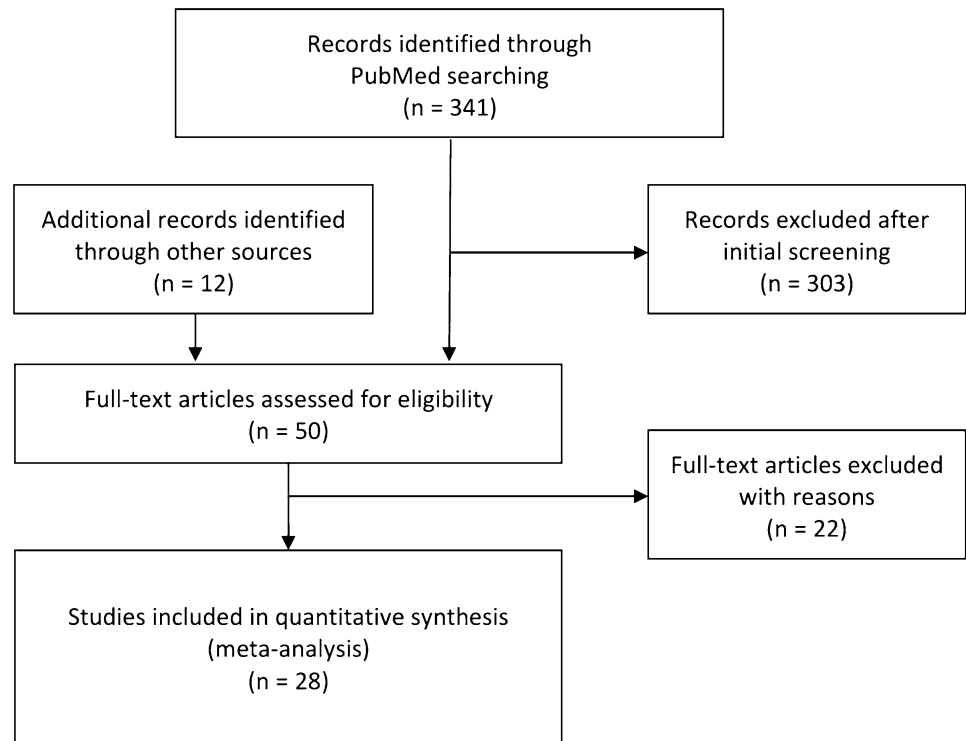 Records identified through
PubMed searching
(n = 341)
Additional records identified
through other sources
(n = 12)
Records excluded after
initial screening
(n = 303)
Full-text articles assessed for eligibility
(n = 50)
Full-text articles excluded
with reasons
(n = 22)
Studies included in quantitative synthesis
(meta-analysis)
(n = 28)